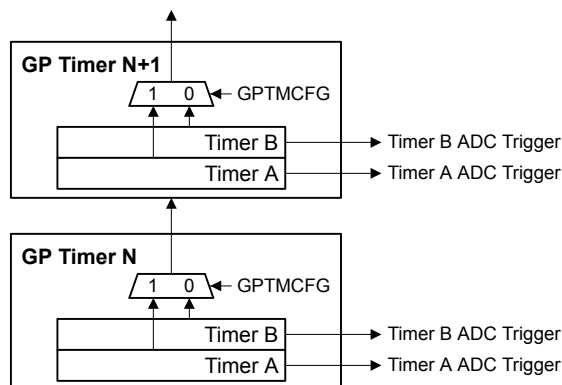 GP Timer N+1
1 0
GPTMCFG
Timer B
Timer B ADC Trigger
Timer A
Timer A ADC Trigger
GP Timer N
1 0
GPTMCFG
Timer B
Timer B ADC Trigger
Timer A
Timer A ADC Trigger